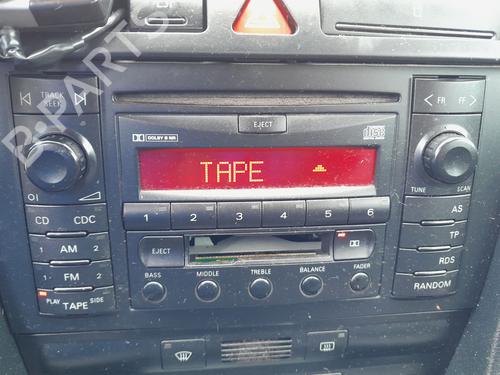 B-PARTS
TRACK
SEEK
EJECT
DOLBY B NR
disc
FR FF
TAPE
TUNE SCAN
1 2 3 4 5 6
CD CDC
AS
1 AM 2
EJECT
TP
1 FM 2
BASS MIDDLE TREBLE BALANCE FADER
RDS
PLAY TAPE SIDE
RANDOM